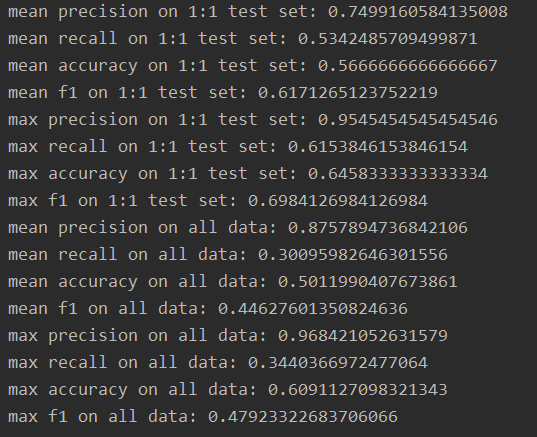 mean precision on 1:1 test set: 0.7499160584135008
mean recall on 1:1 test set: 0.5342485709499871
mean accuracy on 1:1 test set: 0.5666666666666667
mean f1 on 1:1 test set: 0.6171265123752219
max precision on 1:1 test set: 0.9545454545454546
max recall on 1:1 test set: 0.6153846153846154
max accuracy on 1:1 test set: 0.6458333333333334
max f1 on 1:1 test set: 0.6984126984126984
mean precision on all data: 0.8757894736842106
mean recall on all data: 0.30095982646301556
mean accuracy on all data: 0.5011990407673861
mean f1 on all data: 0.44627601350824636
max precision on all data: 0.968421052631579
max recall on all data: 0.3440366972477064
max accuracy on all data: 0.6091127098321343
max f1 on all data: 0.47923322683706066